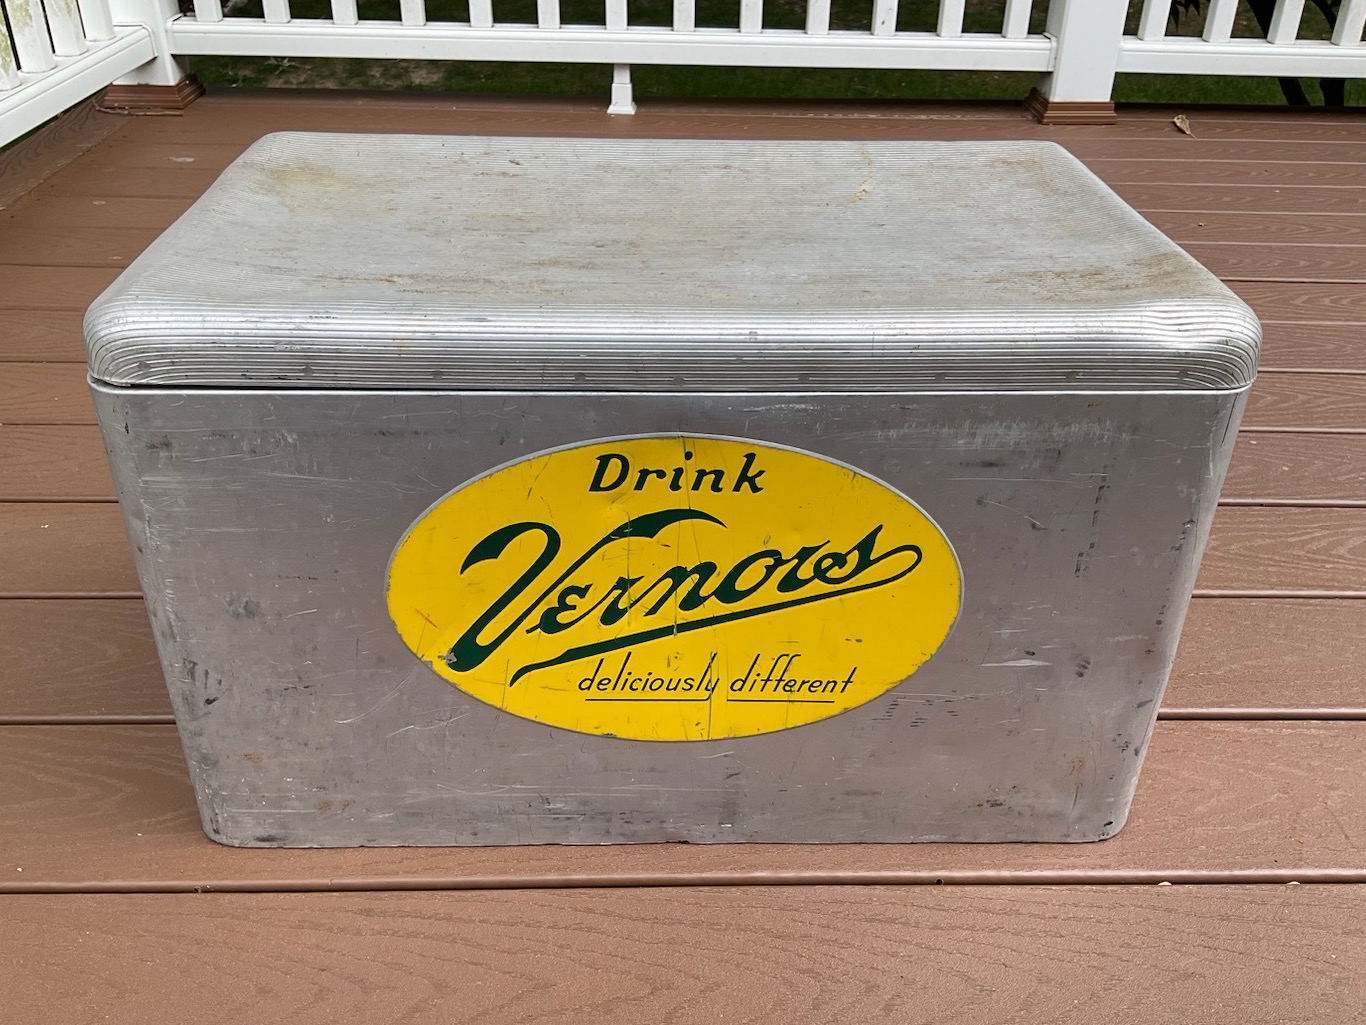 Drink
Vernors
deliciously different